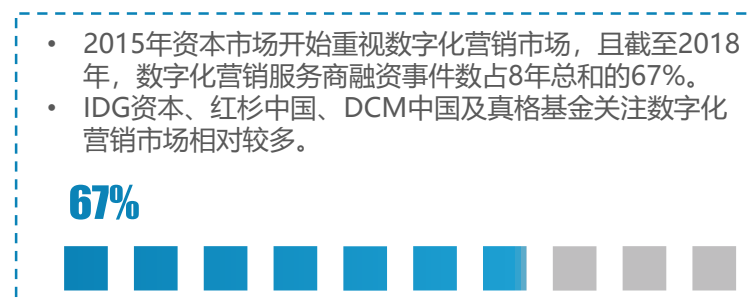 • 2015年资本市场开始重视数字化营销市场，且截至2018
年，数字化营销服务商融资事件数占8年总和的67%。
• IDG资本、红杉中国、DCM中国及真格基金关注数字化
营销市场相对较多。
67%